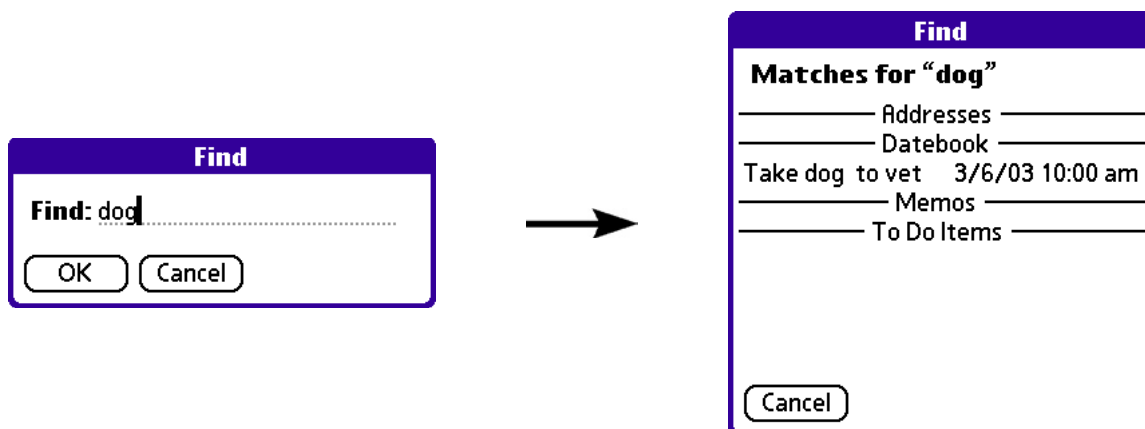 Find
Find: dog
OK Cancel
Find
Matches for “dog”
Addresses
Datebook
Take dog to vet 3/6/03 10:00 am
Memos
To Do Items
Cancel